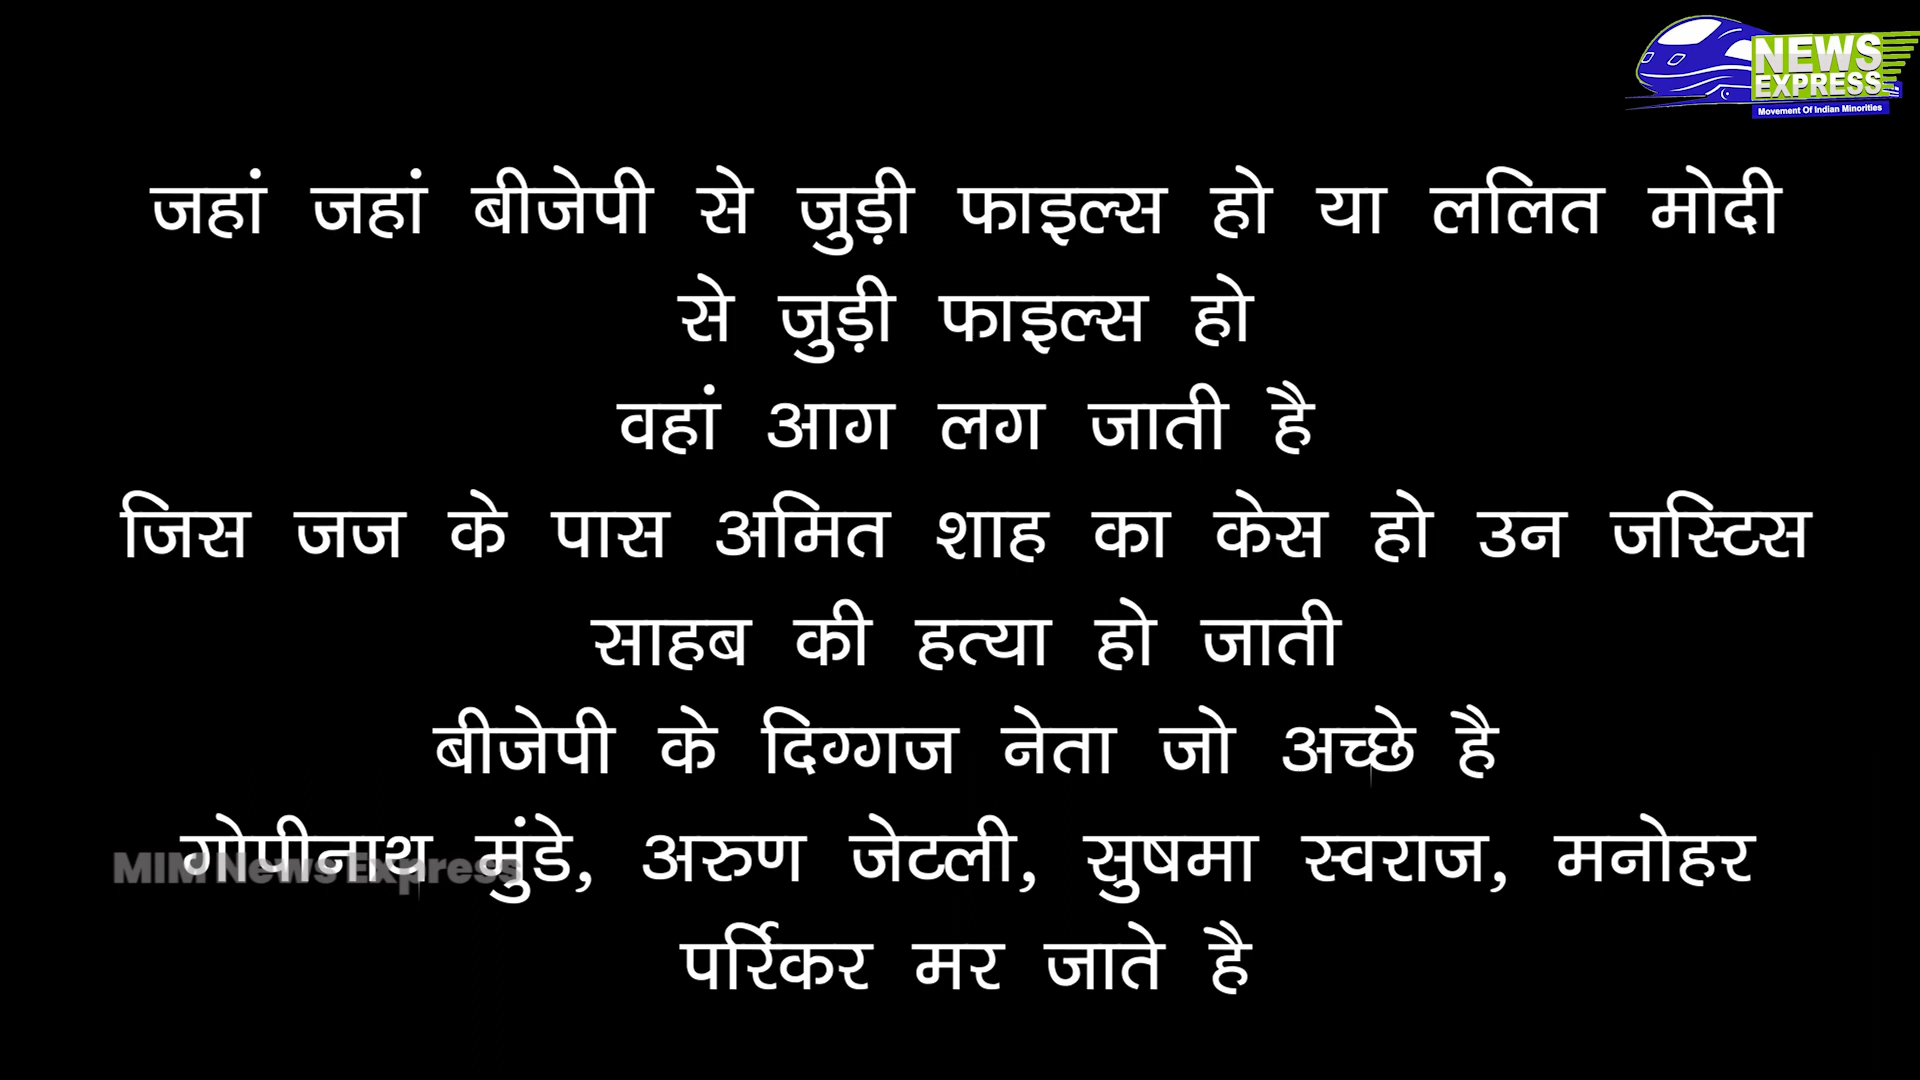 NEWS
EXPRESS
Movement Of Indian Minorities
जहां जहां बीजेपी से जुड़ी फाइल्स हो या ललित मोदी
से जुड़ी फाइल्स हो
वहां आग लग जाती है
जिस जज के पास अमित शाह का केस हो उन जस्टिस
साहब की हत्या हो जाती
बीजेपी के दिग्गज नेता जो अच्छे है
गोपीनाथ मुंडे, अरुण जेटली, सुषमा स्वराज, मनोहर
MIM News Express
पर्रिकर मर जाते है